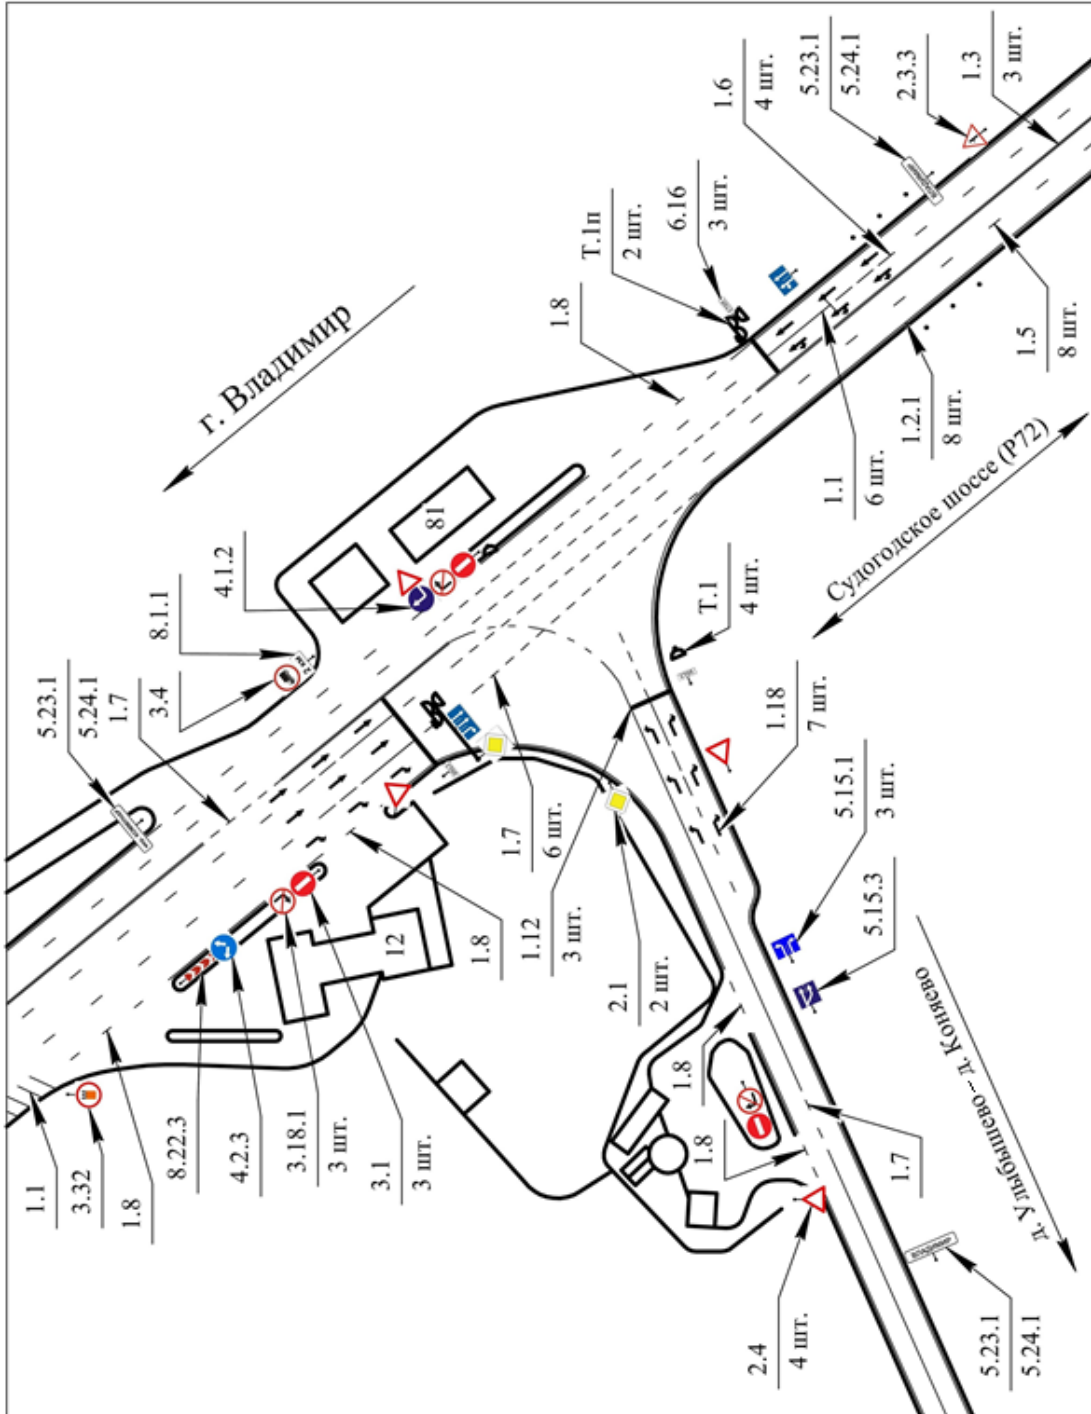 1.1
3.32
1.8
8.22.3
4.2.3
3.18.1
3 шт.
3.1
3 шт.
5.23.1
5.24.1
1.7
3.4
8.1.1
4.1.2
г. Владимир
2 км
81
12
1.8
1.7
6 шт.
1.12
3 шт.
2.1
2 шт.
1.8
Т.1п
2 шт.
6.16
3 шт.
1.6
4 шт.
5.23.1
5.24.1
2.3.3
1.3
3 шт.
ВЛАДИМИР
1.8
1.8
2.4
4 шт.
Т.1
4 шт.
1.18
7 шт.
5.15.1
3 шт.
5.15.3
1.1
6 шт.
1.2.1
8 шт.
1.5
8 шт.
Судогодское шоссе (Р72)
1.7
ВЛАДИМИР
5.23.1
5.24.1
д. Улыбышево– д. Коняево